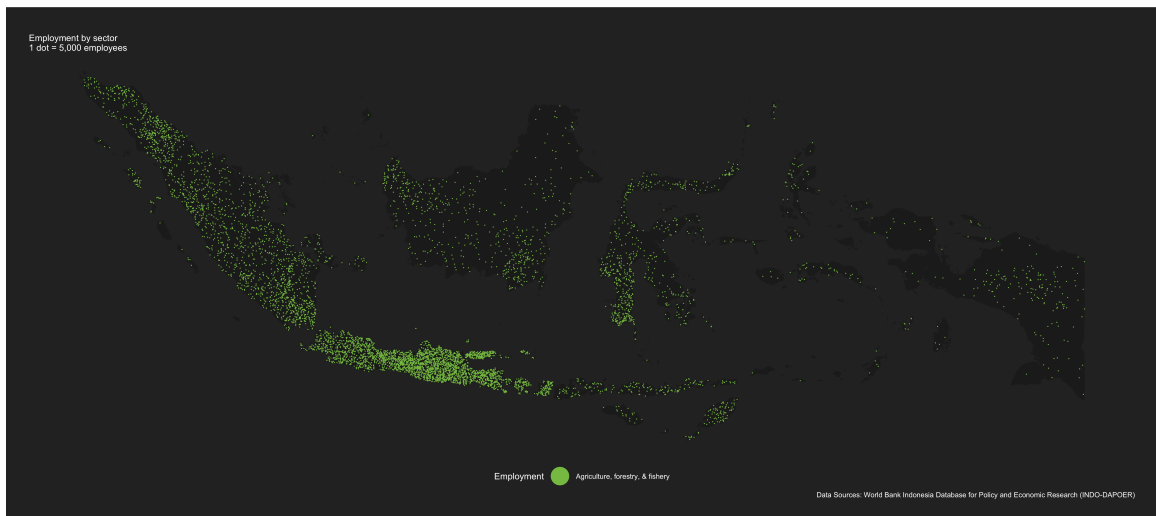 Employment by sector
1 dot = 5,000 employees
Employment
Agriculture, forestry, & fishery
Data Sources: World Bank Indonesia Database for Policy and Economic Research (INDO-DAPOER)